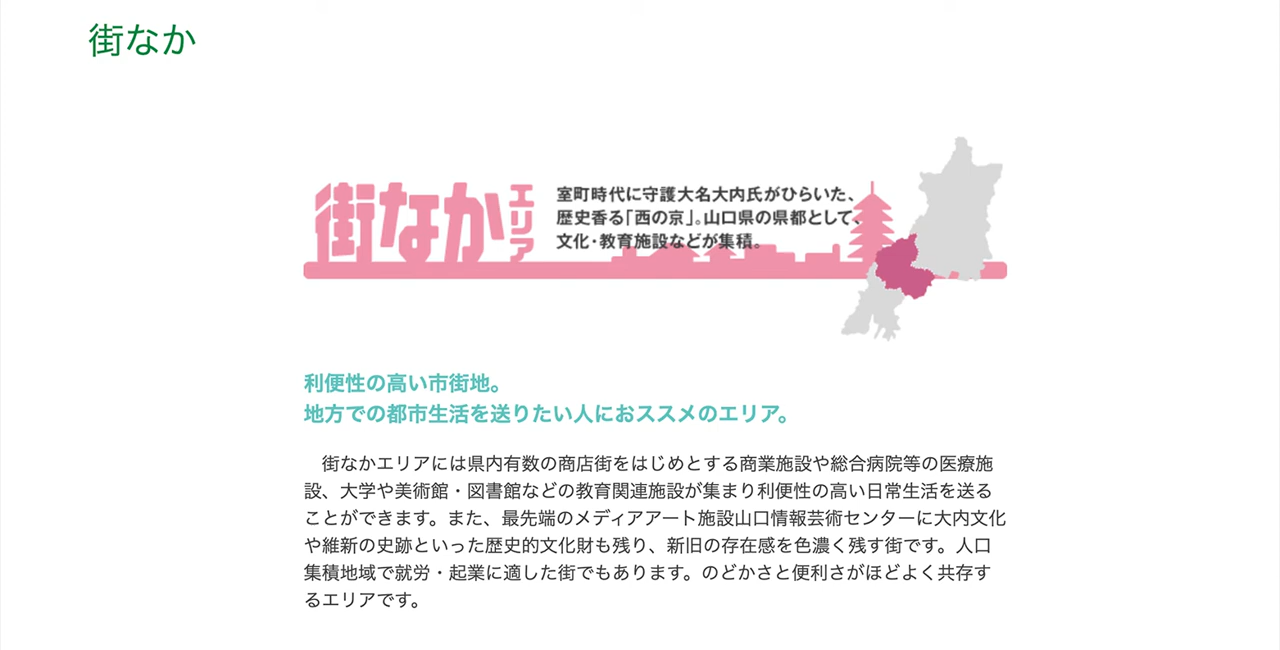 街なか
街なかエリア
室町時代に守護大名大内氏がひらいた、
歴史香る「西の京」。山口県の県都として、
文化・教育施設などが集積。
利便性の高い市街地。
地方での都市生活を送りたい人におススメのエリア。
　街なかエリアには県内有数の商店街をはじめとする商業施設や総合病院等の医療施
設、大学や美術館・図書館などの教育関連施設が集まり利便性の高い日常生活を送る
ことができます。また、最先端のメディアアート施設山口情報芸術センターに大内文化
や維新の史跡といった歴史的文化財も残り、新旧の存在感を色濃く残す街です。人口
集積地域で就労・起業に適した街でもあります。のどかさと便利さがほどよく共存す
るエリアです。